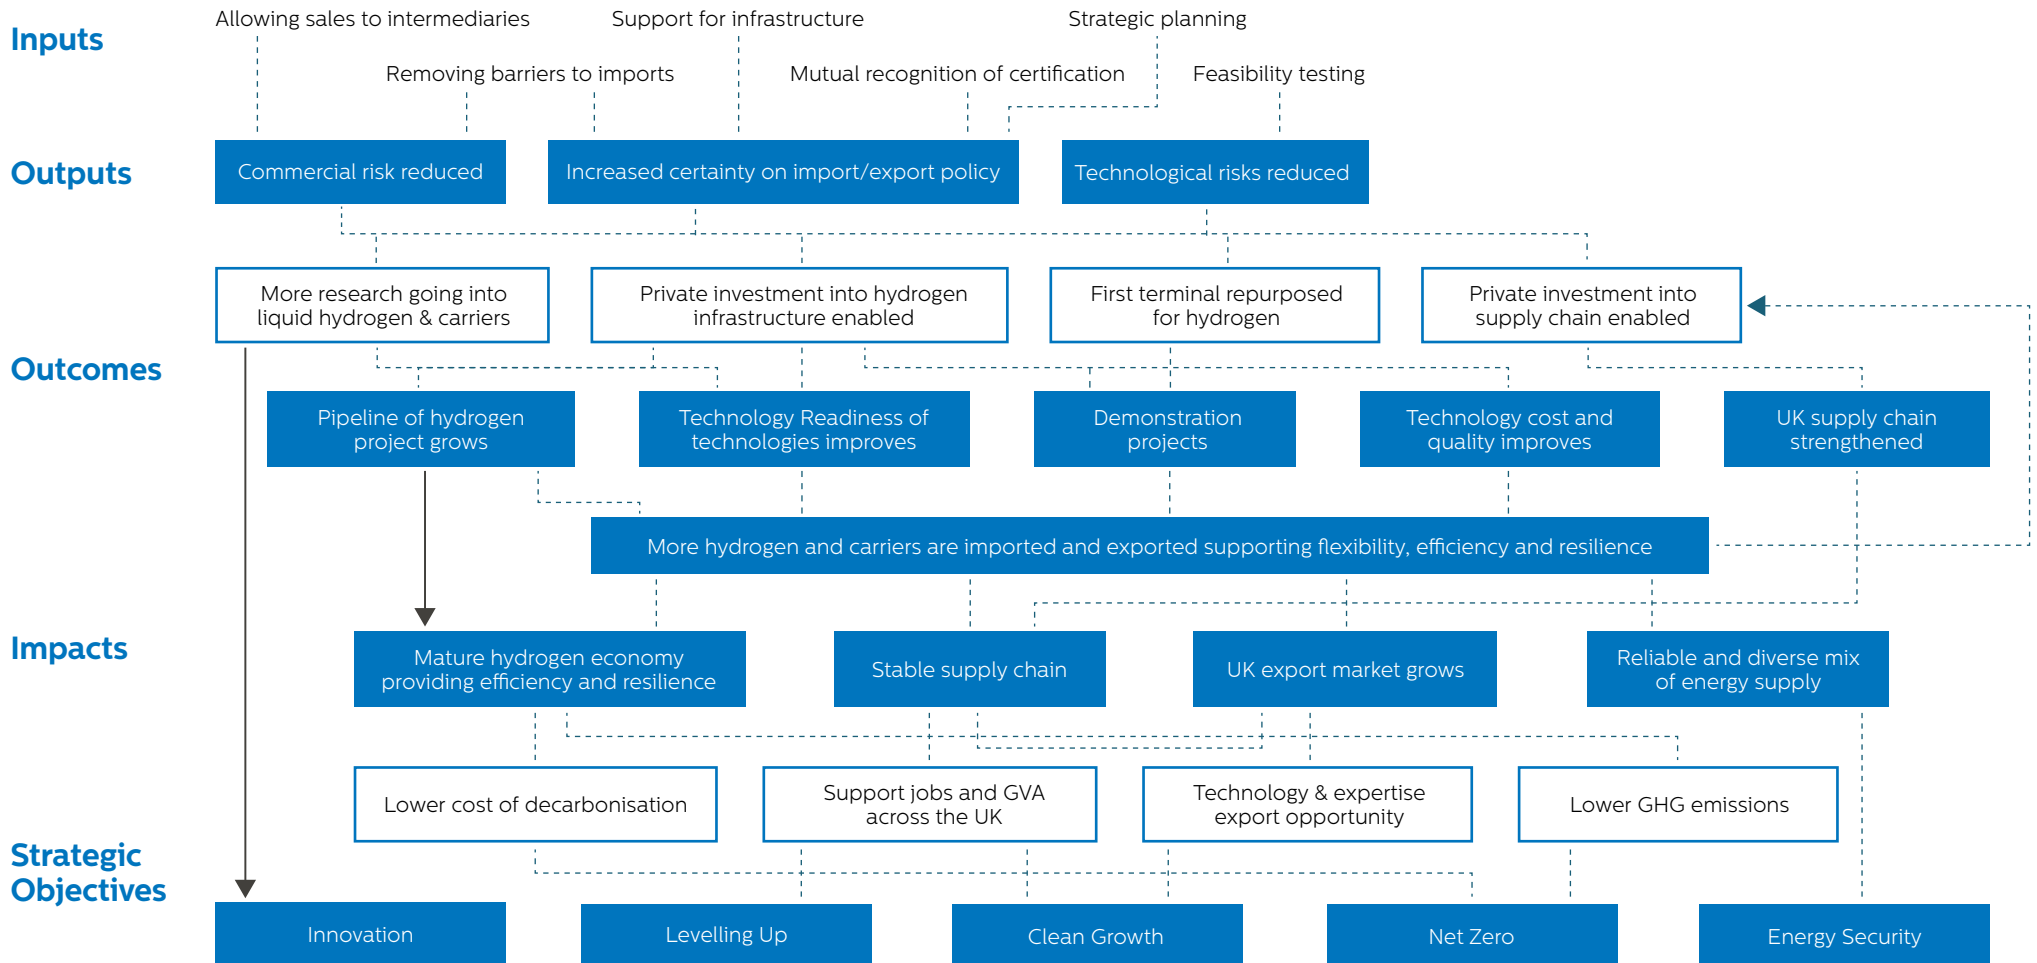 Inputs
Allowing sales to intermediaries
Support for infrastructure
Strategic planning
Removing barriers to imports
Mutual recognition of certification
Feasibility testing
Outputs
Commercial risk reduced
Increased certainty on import/export policy
Technological risks reduced
Outcomes
More research going into
liquid hydrogen & carriers
Private investment into hydrogen
infrastructure enabled
First terminal repurposed
for hydrogen
Private investment into
supply chain enabled
Pipeline of hydrogen
project grows
Technology Readiness of
technologies improves
Demonstration
projects
Technology cost and
quality improves
UK supply chain
strengthened
More hydrogen and carriers are imported and exported supporting flexibility, efficiency and resilience
Impacts
Mature hydrogen economy
providing efficiency and resilience
Stable supply chain
UK export market grows
Reliable and diverse mix
of energy supply
Lower cost of decarbonisation
Support jobs and GVA
across the UK
Technology & expertise
export opportunity
Lower GHG emissions
Strategic
Objectives
Innovation
Levelling Up
Clean Growth
Net Zero
Energy Security